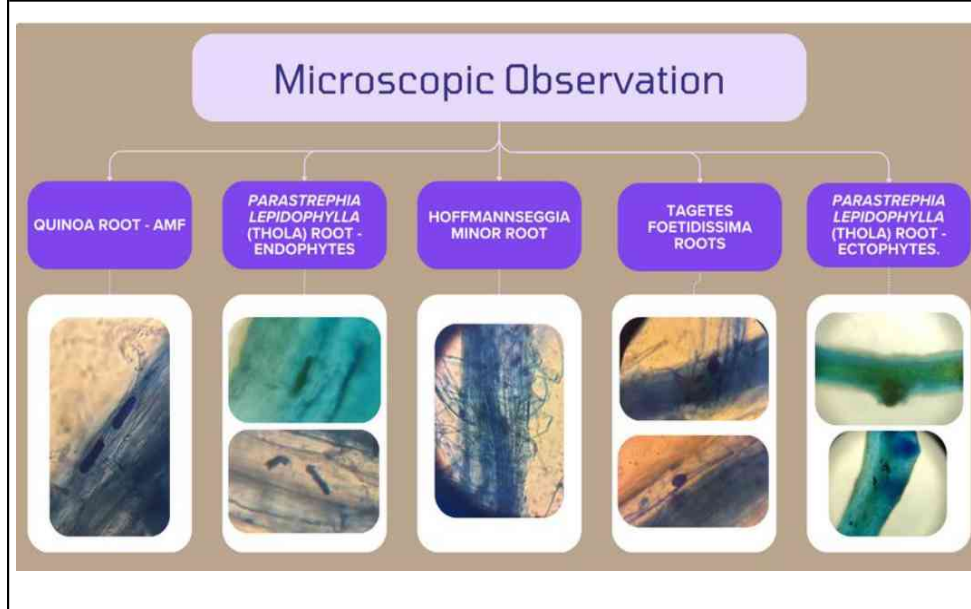 Microscopic Observation
QUINOA ROOT - AMF
PARASTREPHIA
LEPIDOPHYLLA
(THOLA) ROOT -
ENDOPHYTES
HOFFMANNSEGGIA
MINOR ROOT
TAGETES
FOETIDISSIMA
ROOTS
PARASTREPHIA
LEPIDOPHYLLA
(THOLA) ROOT -
ECTOPHYTES.